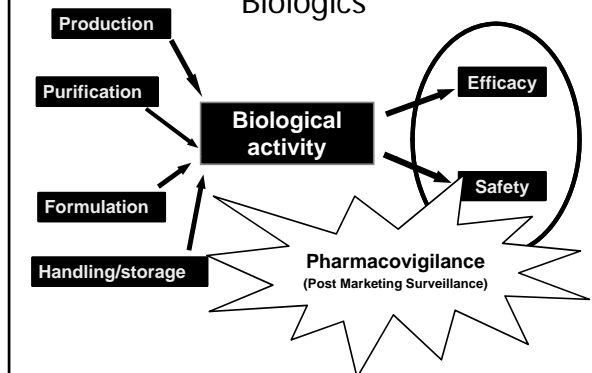 Biologics
Production
Purification
Formulation
Handling/storage
Biological
activity
Efficacy
Safety
Pharmacovigilance
(Post Marketing Surveillance)